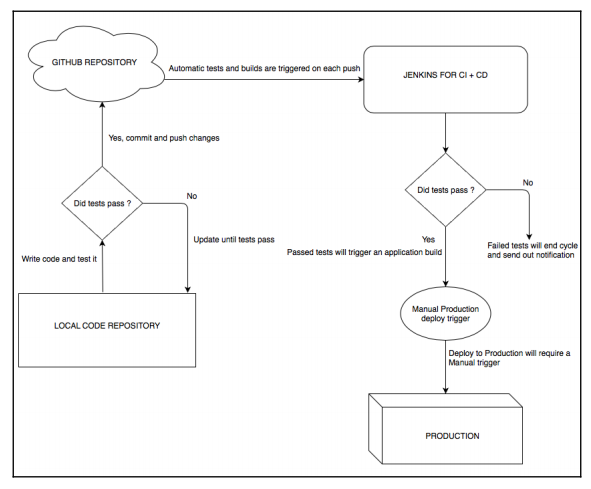 GITHUB REPOSITORY
Automatic tests and builds are triggered on each push
JENKINS FOR CI + CD
Yes, commit and push changes
Did tests pass ?
No
Update until tests pass
Write code and test it
LOCAL CODE REPOSITORY
Did tests pass ?
No
Failed tests will end cycle
and send out notification
Yes
Passed tests will trigger an application build
Manual Production
deploy trigger
Deploy to Production will require a
Manual trigger
PRODUCTION